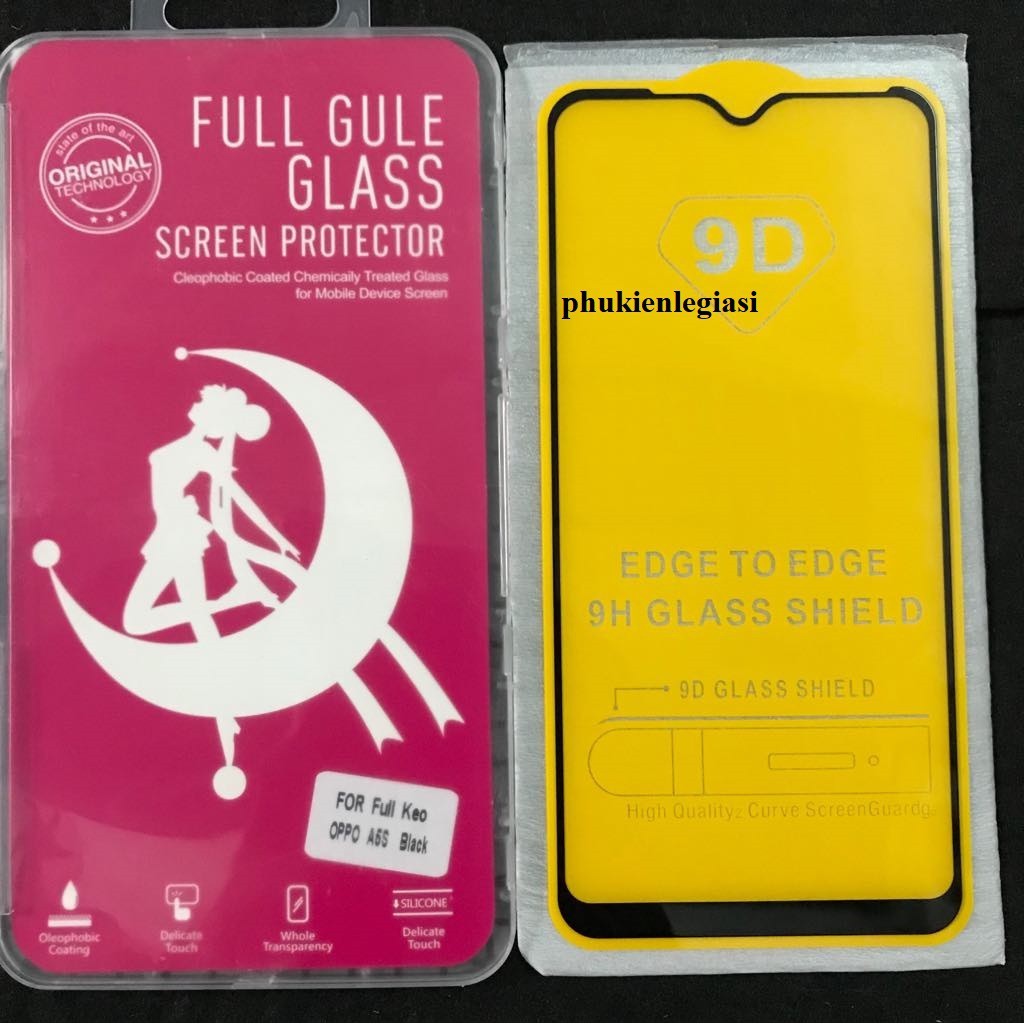 state of the art
ORIGINAL
TECHNOLOGY
FULL GULE
GLASS
SCREEN PROTECTOR
Cleophobic Coated Chemically Treated Glass
for Mobile Device Screen
FOR Full Keo
OPPO A5S Black
Oleophobic
Coating
Delicate
Touch
Whole
Transparency
SILICONE
Delicate
Touch
9D
phukienlegiasi
EDGE TO EDGE
9H GLASS SHIELD
9D GLASS SHIELD
High Quality2 Curve ScreenGuardg